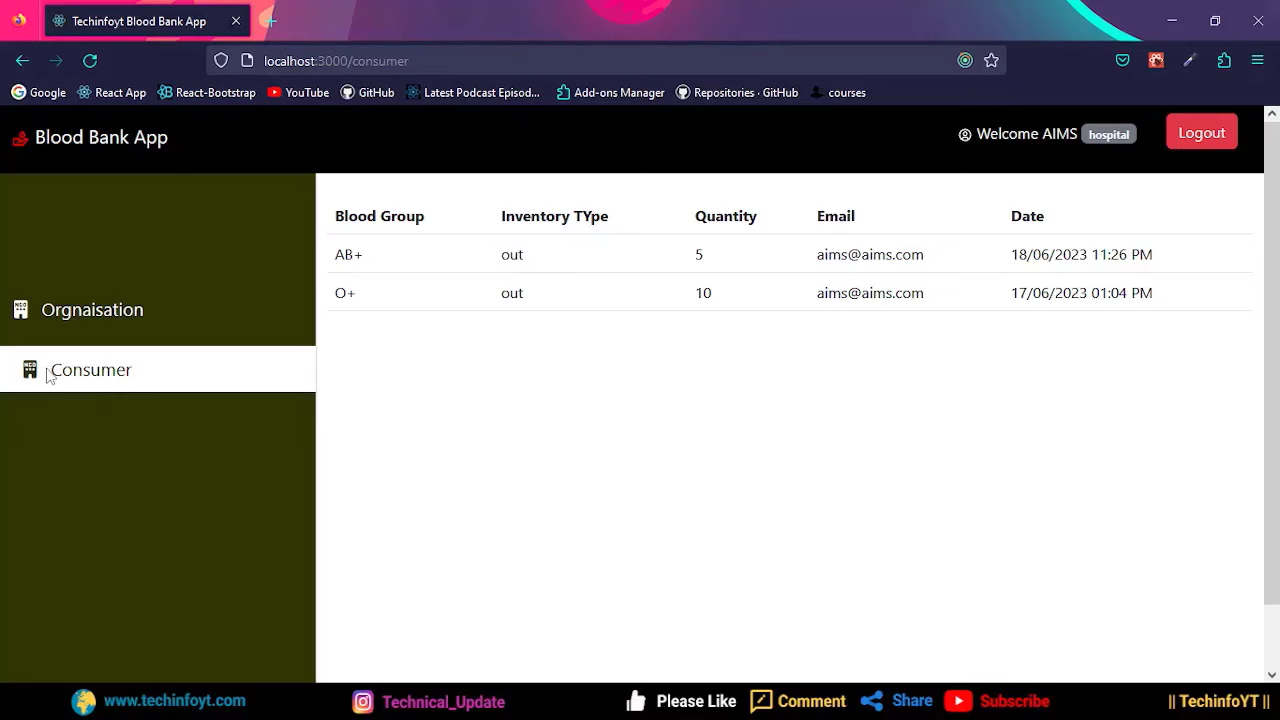 Techinfoyt Blood Bank App
localhost:3000/consumer
Google React App React-Bootstrap YouTube GitHub Latest Podcast Episod... Add-ons Manager Repositories · GitHub courses
Blood Bank App
Welcome AIMS hospital
Logout
Blood Group Inventory TYpe Quantity Email Date
AB+ out 5 aims@aims.com 18/06/2023 11:26 PM
O+ out 10 aims@aims.com 17/06/2023 01:04 PM
Orgnaisation
Consumer
www.techinfoyt.com Technical_Update Please Like Comment Share Subscribe || TechinfoYT ||